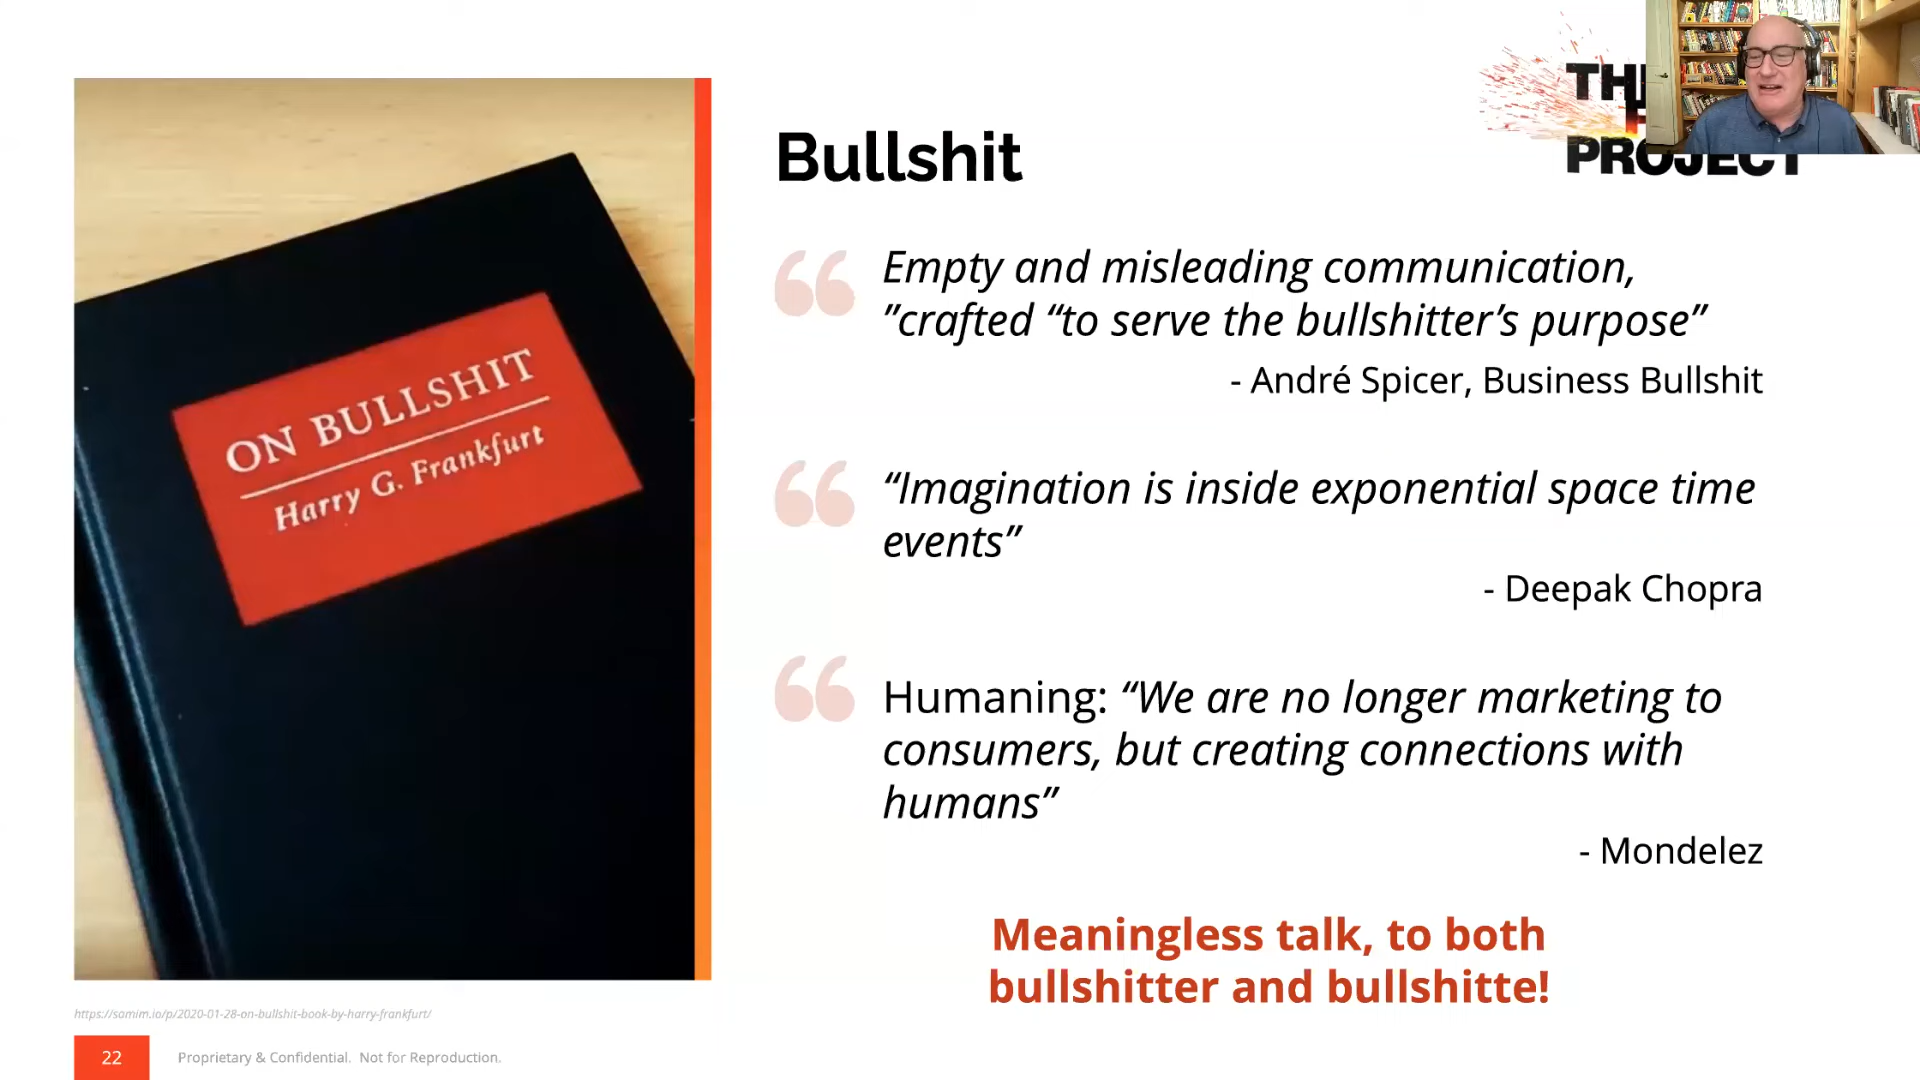 ON BULLSHIT
Harry G. Frankfurt
Bullshit
PROJECT
Empty and misleading communication,
”crafted “to serve the bullshitter’s purpose”
- André Spicer, Business Bullshit
“Imagination is inside exponential space time
events”
- Deepak Chopra
Humaning: “We are no longer marketing to
consumers, but creating connections with
humans”
- Mondelez
Meaningless talk, to both
bullshitter and bullshitte!
https://somim.io/p/2020-01-28-on-bullshit-book-by-harry-frankfurt/
22
Proprietary & Confidential. Not for Reproduction.